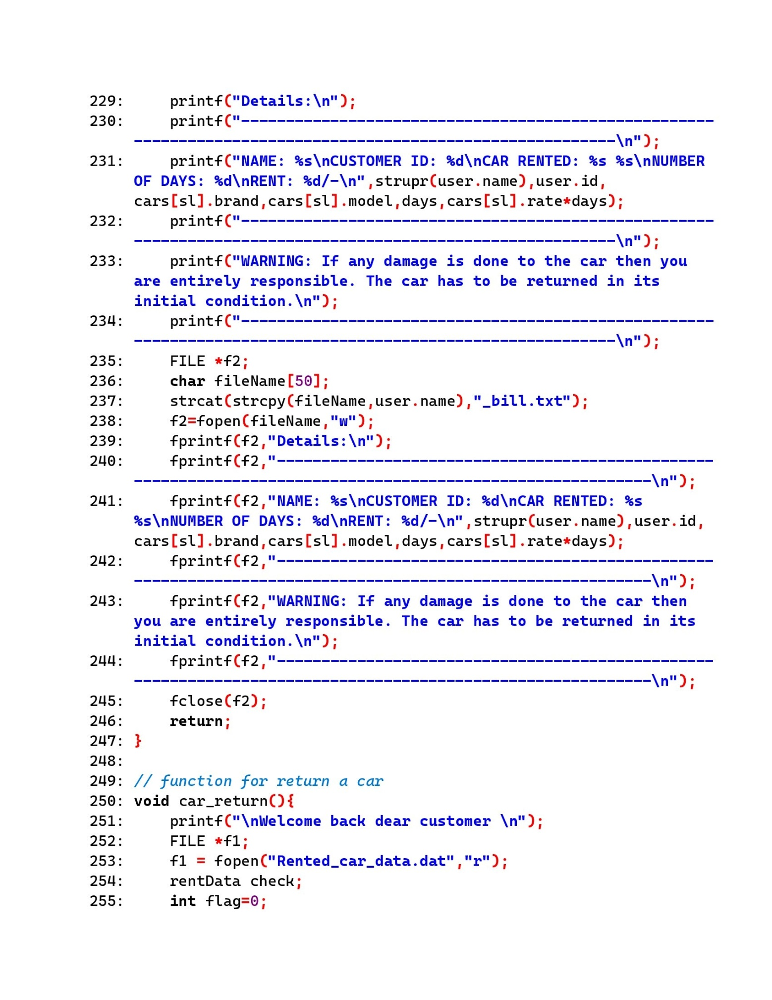 229:     printf("Details:\n");
230:     printf("-----------------------------------------------------
------------------------------------------------------\n");
231:     printf("NAME: %s\nCUSTOMER ID: %d\nCAR RENTED: %s %s\nNUMBER
OF DAYS: %d\nRENT: %d/-\n",strupr(user.name),user.id,
cars[sl].brand,cars[sl].model,days,cars[sl].rate*days);
232:     printf("-----------------------------------------------------
------------------------------------------------------\n");
233:     printf("WARNING: If any damage is done to the car then you
are entirely responsible. The car has to be returned in its
initial condition.\n");
234:     printf("-----------------------------------------------------
------------------------------------------------------\n");
235:     FILE *f2;
236:     char fileName[50];
237:     strcat(strcpy(fileName,user.name),"_bill.txt");
238:     f2=fopen(fileName,"w");
239:     fprintf(f2,"Details:\n");
240:     fprintf(f2,"-------------------------------------------------
----------------------------------------------------------\n");
241:     fprintf(f2,"NAME: %s\nCUSTOMER ID: %d\nCAR RENTED: %s
%s\nNUMBER OF DAYS: %d\nRENT: %d/-\n",strupr(user.name),user.id,
cars[sl].brand,cars[sl].model,days,cars[sl].rate*days);
242:     fprintf(f2,"-------------------------------------------------
----------------------------------------------------------\n");
243:     fprintf(f2,"WARNING: If any damage is done to the car then
you are entirely responsible. The car has to be returned in its
initial condition.\n");
244:     fprintf(f2,"-------------------------------------------------
----------------------------------------------------------\n");
245:     fclose(f2);
246:     return;
247: }
248:
249: // function for return a car
250: void car_return(){
251:     printf("\nWelcome back dear customer \n");
252:     FILE *f1;
253:     f1 = fopen("Rented_car_data.dat","r");
254:     rentData check;
255:     int flag=0;